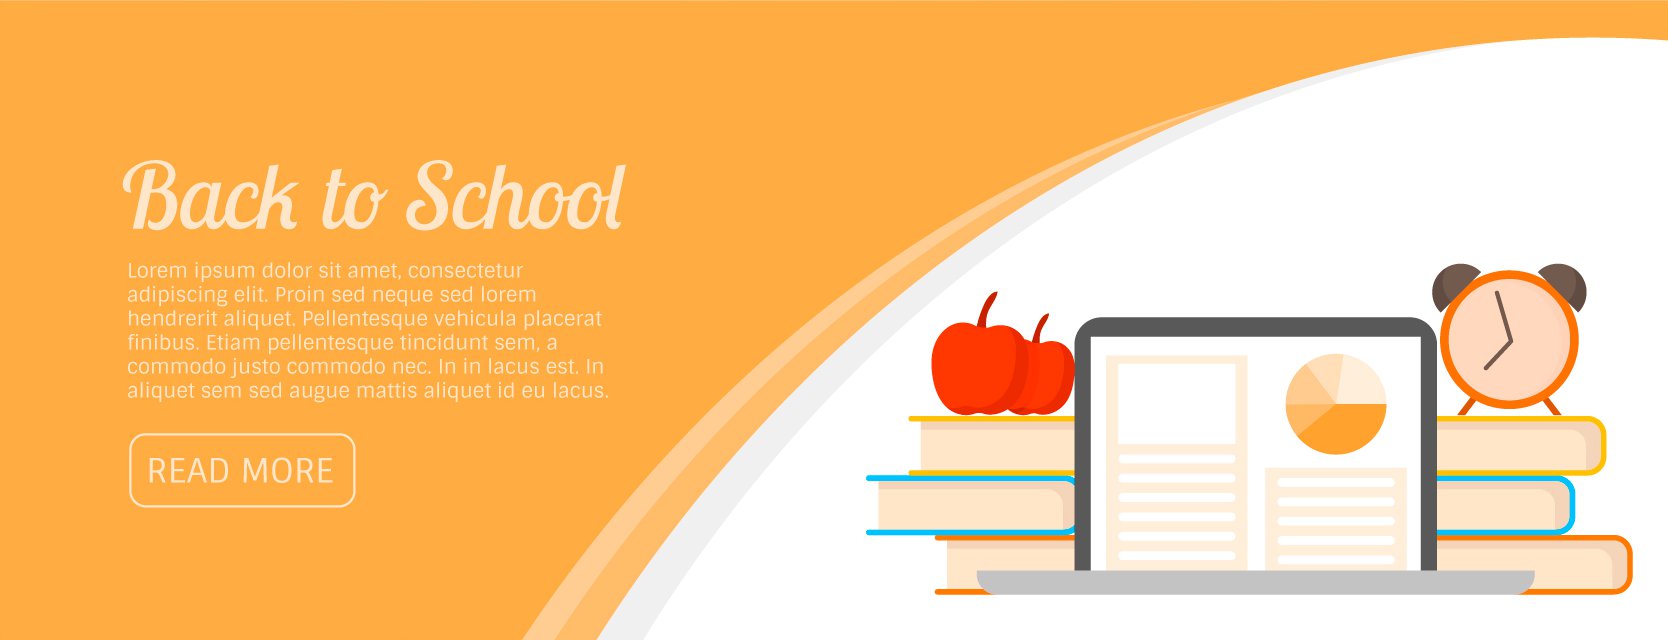 Back to School
Lorem ipsum dolor sit amet, consectetur
adipiscing elit. Proin sed neque sed lorem
hendrerit aliquet. Pellentesque vehicula placerat
finibus. Etiam pellentesque tincidunt sem, a
commodo justo commodo nec. In in lacus est. In
aliquet sem sed augue mattis aliquet id eu lacus.
READ MORE